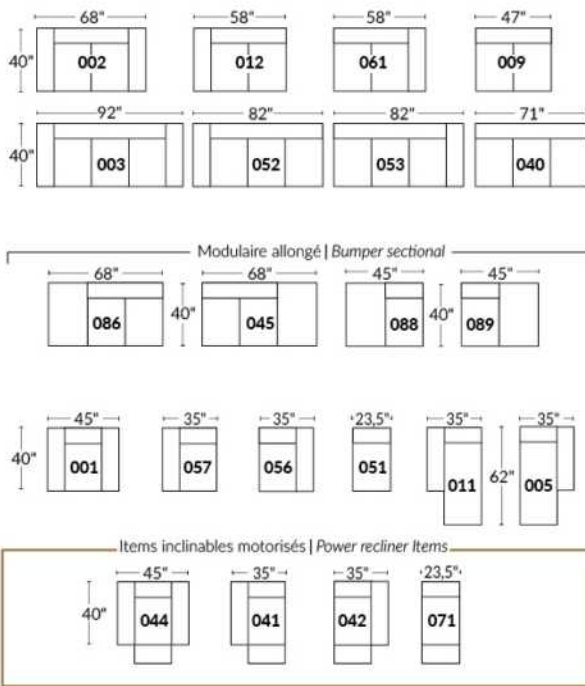 68" 58" 58" 47"
40" 002 012 061 009
92" 82" 82" 71"
40" 003 052 053 040
Modulaire allongé | Bumper sectional
68" 68" 45" 45"
086 40" 045 088 40" 089
45" 35" 35" 23,5" 35" 35"
40" 001 057 056 051 011 62" 005
Items inclinables motorisés | Power recliner Items
45" 35" 35" 23,5"
40" 044 041 042 071